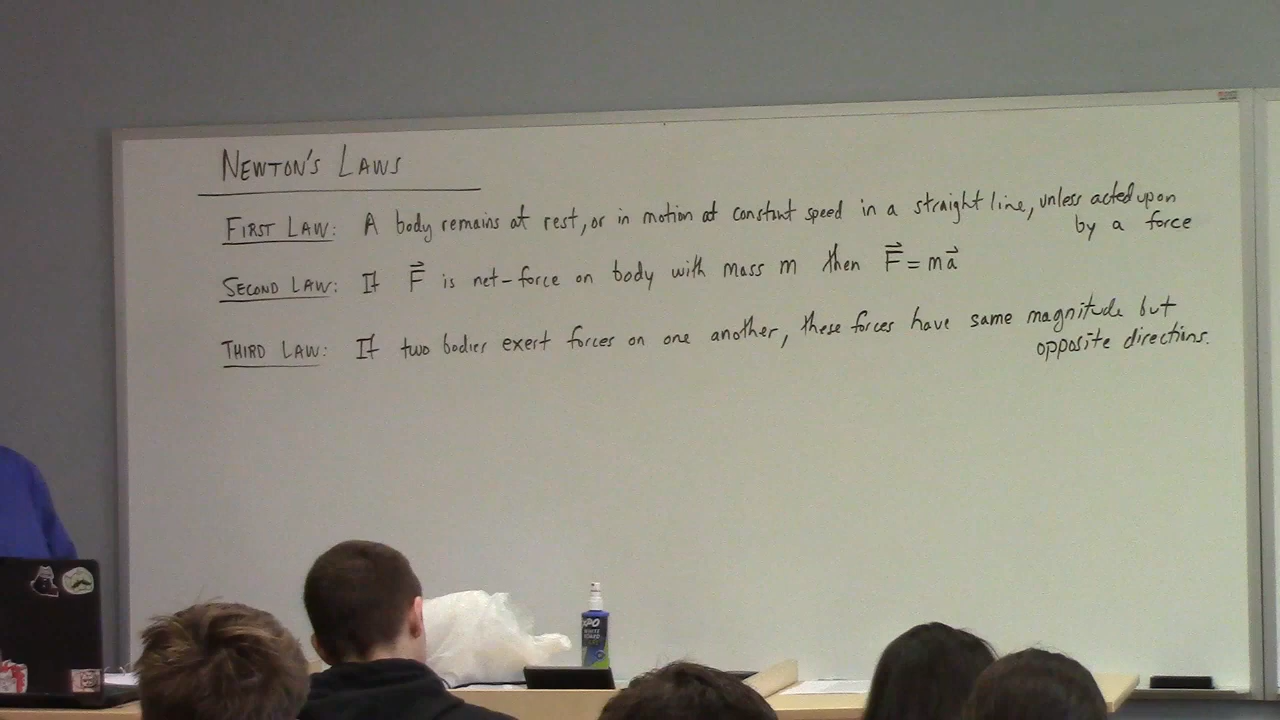 NEWTON'S LAWS
FIRST LAW: A body remains at rest, or in motion at constant speed in a straight line, unless acted upon
by a force
SECOND LAW: If F⃗ is net-force on body with mass m then F⃗ = ma⃗
THIRD LAW: If two bodies exert forces on one another, these forces have same magnitude but
opposite directions.
EXPO
WHITE
BOARD